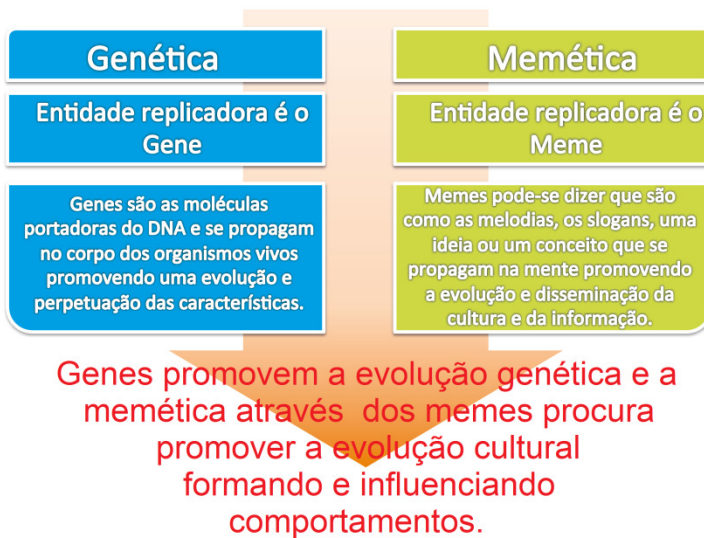 Genética
Entidade replicadora é o
Gene
Genes são as moléculas
portadoras do DNA e se propagam
no corpo dos organismos vivos
promovendo uma evolução e
perpetuação das características.
Memética
Entidade replicadora é o
Meme
Memes pode-se dizer que são
como as melodias, os slogans, uma
ideia ou um conceito que se
propagam na mente promovendo
a evolução e disseminação da
cultura e da informação.
Genes promovem a evolução genética e a
memética através dos memes procura
promover a evolução cultural
formando e influenciando
comportamentos.